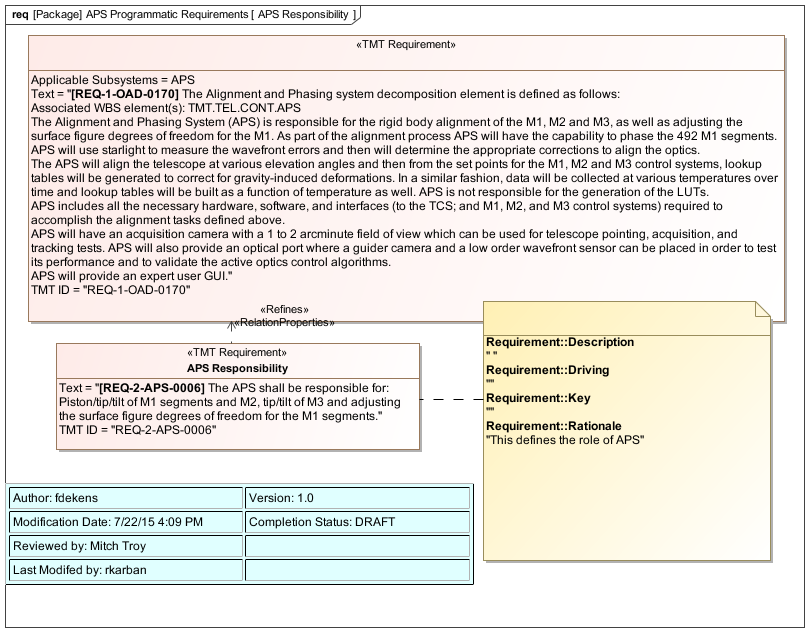 req [Package] APS Programmatic Requirements [ APS Responsibility ]
«TMT Requirement»
Applicable Subsystems = APS
Text = "[REQ-1-OAD-0170] The Alignment and Phasing system decomposition element is defined as follows:
Associated WBS element(s): TMT.TEL.CONT.APS
The Alignment and Phasing System (APS) is responsible for the rigid body alignment of the M1, M2 and M3, as well as adjusting the
surface figure degrees of freedom for the M1. As part of the alignment process APS will have the capability to phase the 492 M1 segments.
APS will use starlight to measure the wavefront errors and then will determine the appropriate corrections to align the optics.
The APS will align the telescope at various elevation angles and then from the set points for the M1, M2 and M3 control systems, lookup
tables will be generated to correct for gravity-induced deformations. In a similar fashion, data will be collected at various temperatures over
time and lookup tables will be built as a function of temperature as well. APS is not responsible for the generation of the LUTs.
APS includes all the necessary hardware, software, and interfaces (to the TCS; and M1, M2, and M3 control systems) required to
accomplish the alignment tasks defined above.
APS will have an acquisition camera with a 1 to 2 arcminute field of view which can be used for telescope pointing, acquisition, and
tracking tests. APS will also provide an optical port where a guider camera and a low order wavefront sensor can be placed in order to test
its performance and to validate the active optics control algorithms.
APS will provide an expert user GUI."
TMT ID = "REQ-1-OAD-0170"
«Refines»
«RelationProperties»
«TMT Requirement»
APS Responsibility
Text = "[REQ-2-APS-0006] The APS shall be responsible for:
Piston/tip/tilt of M1 segments and M2, tip/tilt of M3 and adjusting
the surface figure degrees of freedom for the M1 segments."
TMT ID = "REQ-2-APS-0006"
Requirement::Description
" "
Requirement::Driving
""
Requirement::Key
""
Requirement::Rationale
"This defines the role of APS"
Author: fdekens
Version: 1.0
Modification Date: 7/22/15 4:09 PM
Completion Status: DRAFT
Reviewed by: Mitch Troy
Last Modifed by: rkarban